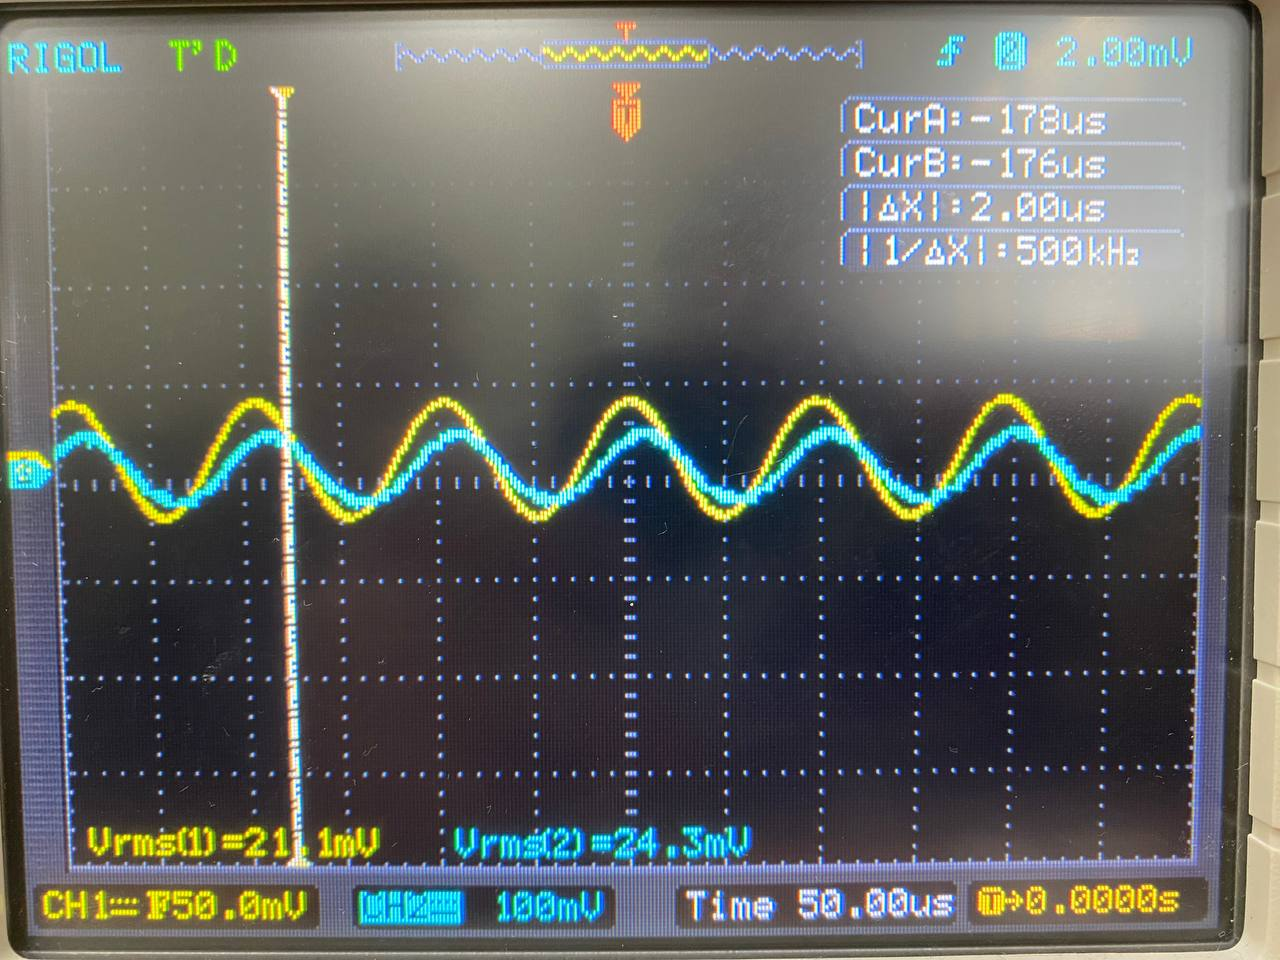 RIGOL T'D T 2.00mV
T
CurA:-178us
CurB:-176us
|ΔX|:2.00us
|1/ΔX|:500kHz
Vrms(1)=21.1mV Vrms(2)=24.3mV
CH1 50.0mV CH2 100mV Time 50.00us T→0.0000s